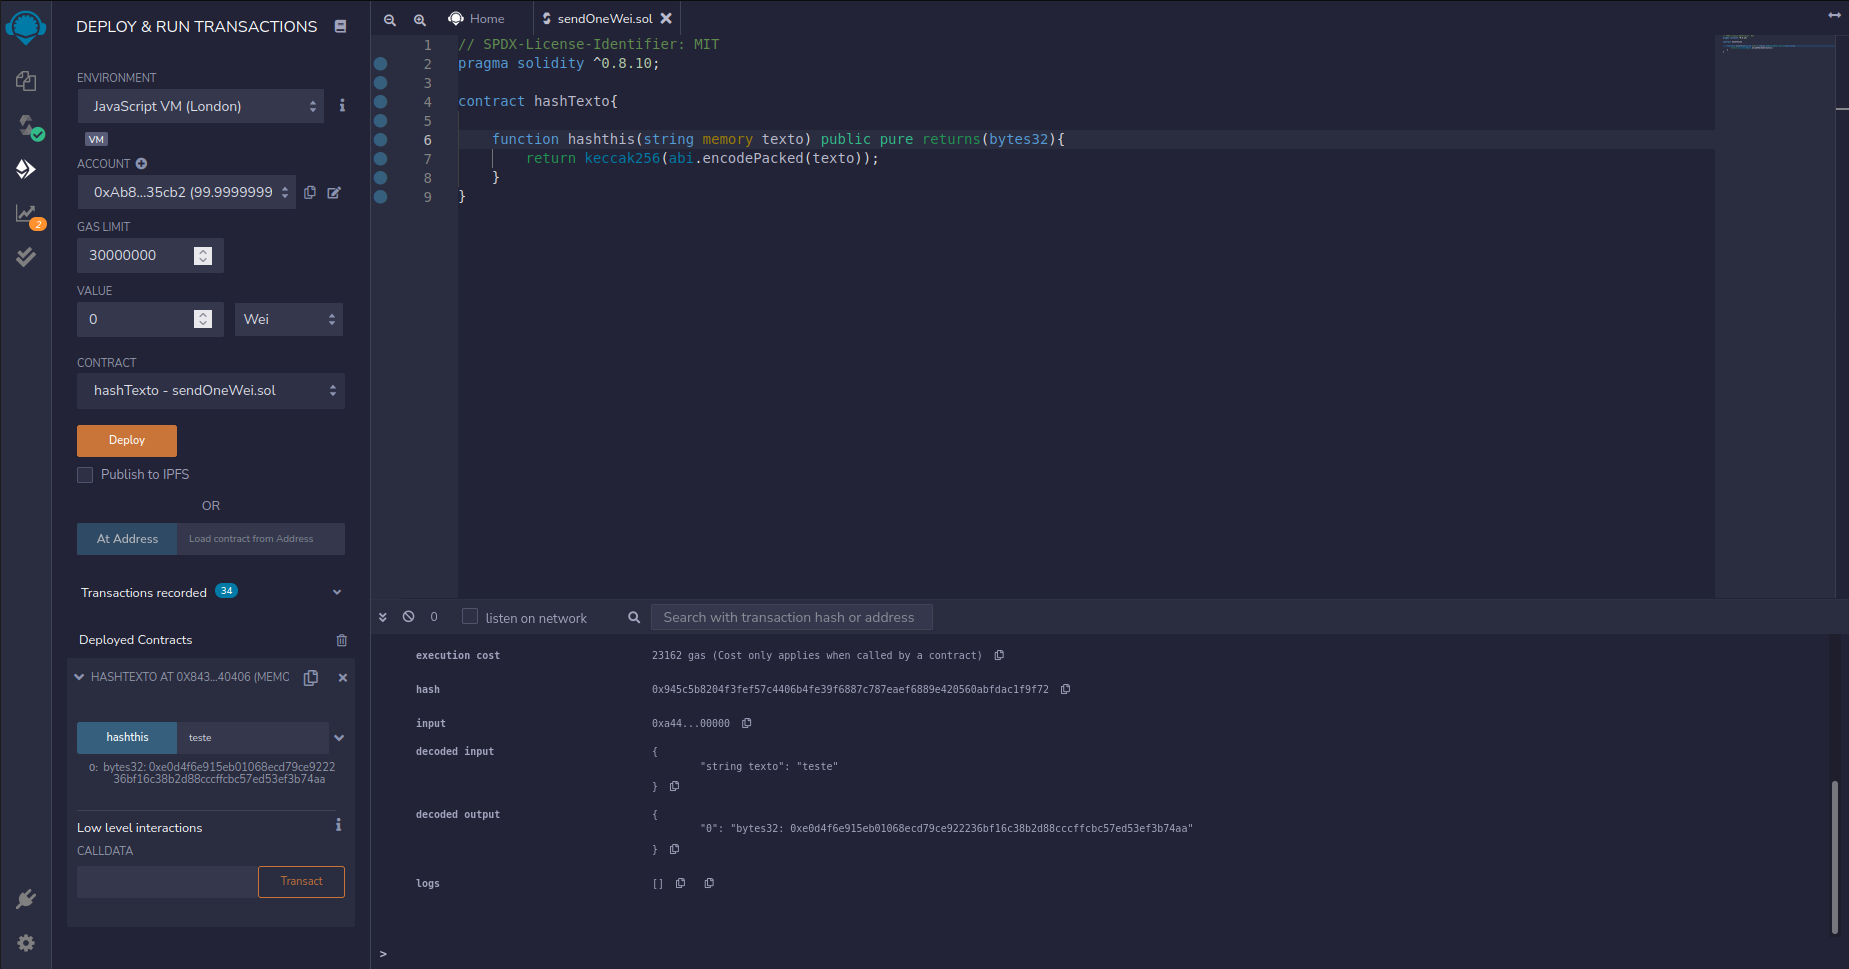 DEPLOY & RUN TRANSACTIONS
ENVIRONMENT
JavaScript VM (London)
VM
ACCOUNT
0xAb8...35cb2 (99.9999999
GAS LIMIT
30000000
VALUE
0
Wei
CONTRACT
hashTexto - sendOneWei.sol
Deploy
Publish to IPFS
OR
At Address
Load contract from Address
Transactions recorded 34
Deployed Contracts
HASHTEXTO AT 0X843...40406 (MEMO
hashthis
teste
0: bytes32: 0xe0d4f6e915eb01068ecd79ce9222
36bf16c38b2d88cccffcbc57ed53ef3b74aa
Low level interactions
CALLDATA
Transact
2
Home
sendOneWei.sol
1 // SPDX-License-Identifier: MIT
2 pragma solidity ^0.8.10;
3
4 contract hashTexto{
5
6 function hashthis(string memory texto) public pure returns(bytes32){
7 return keccak256(abi.encodePacked(texto));
8 }
9 }
0
listen on network
Search with transaction hash or address
execution cost 23162 gas (Cost only applies when called by a contract)
hash 0x945c5b8204f3fef57c4406b4fe39f6887c787eaef6889e420560abfdac1f9f72
input 0xa44...00000
decoded input {
"string texto": "teste"
}
decoded output {
"0": "bytes32: 0xe0d4f6e915eb01068ecd79ce922236bf16c38b2d88cccffcbc57ed53ef3b74aa"
}
logs []
>